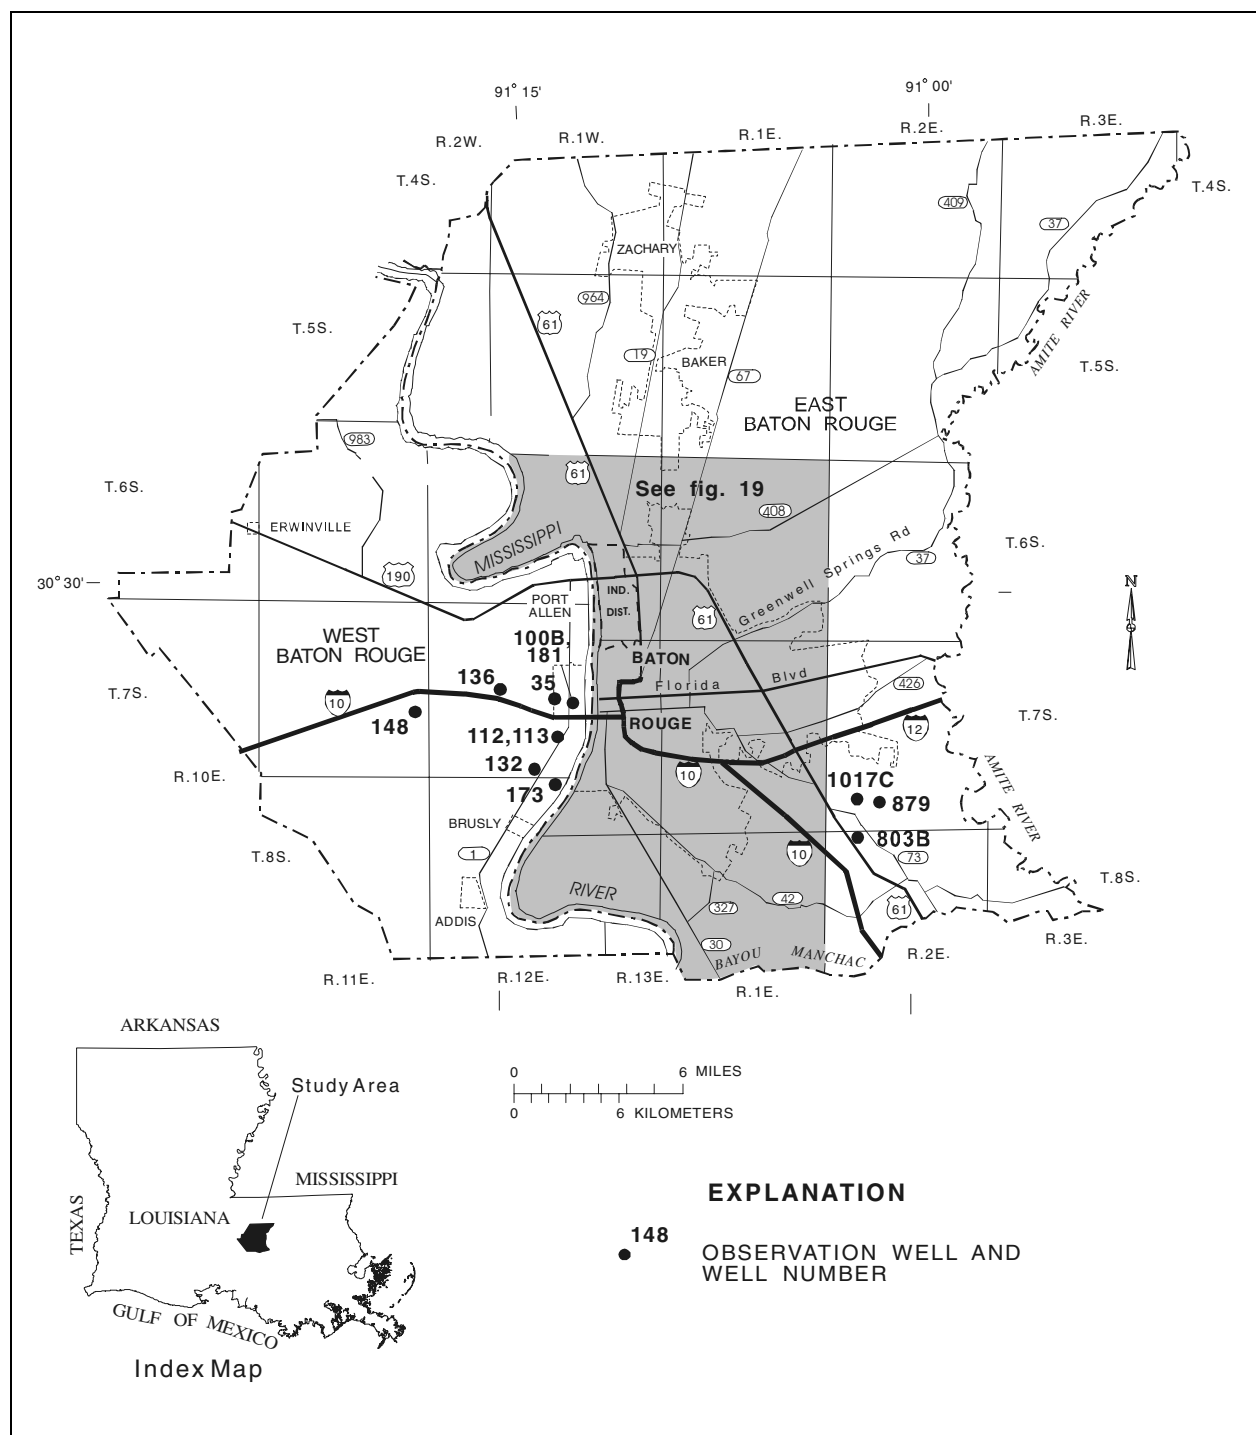 91° 15'
91° 00'
R.2W.
R.1W.
R.1E.
R.2E.
R.3E.
T.4S.
T.4S.
409
37
ZACHARY
964
61
T.5S.
19
BAKER
67
AMITE RIVER
T.5S.
EAST
BATON ROUGE
983
61
See fig. 19
T.6S.
408
ERWINVILLE
MISSISSIPPI
Greenwell Springs Rd
37
T.6S.
190
30° 30'
PORT
ALLEN
IND.
DIST.
61
N
WEST
BATON ROUGE
100B,
181
BATON
136
35
Florida Blvd
426
T.7S.
10
148
ROUGE
12
T.7S.
112,113
R.10E.
132
10
173
1017C
879
AMITE RIVER
BRUSLY
803B
1
10
73
T.8S.
T.8S.
RIVER
42
327
61
ADDIS
30
BAYOU MANCHAC
R.3E.
R.2E.
R.11E.
R.12E.
R.13E.
R.1E.
ARKANSAS
Study Area
MISSISSIPPI
LOUISIANA
TEXAS
GULF OF MEXICO
Index Map
0 6 MILES
0 6 KILOMETERS
EXPLANATION
148
OBSERVATION WELL AND
WELL NUMBER